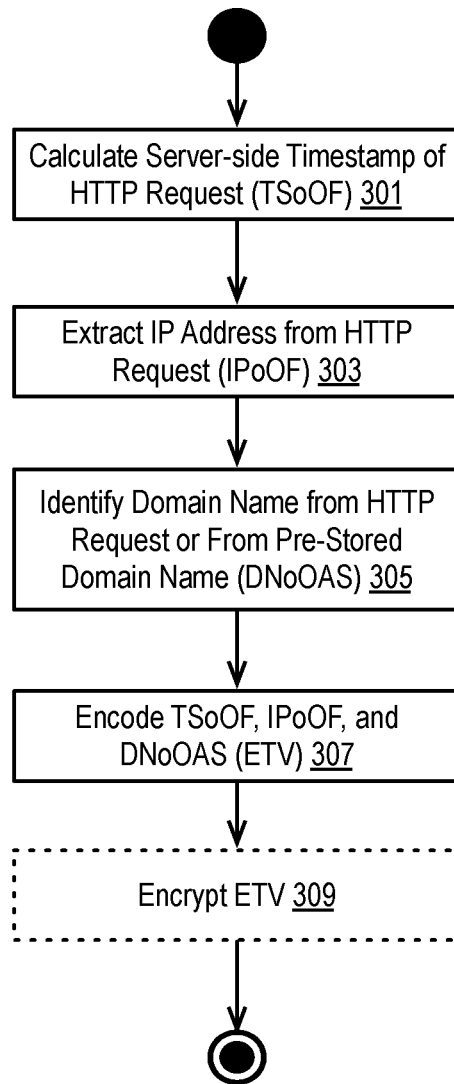 Calculate Server-side Timestamp of
HTTP Request (TSoOF) 301
Extract IP Address from HTTP
Request (IPoOF) 303
Identify Domain Name from HTTP
Request or From Pre-Stored
Domain Name (DNoOAS) 305
Encode TSoOF, IPoOF, and
DNoOAS (ETV) 307
Encrypt ETV 309